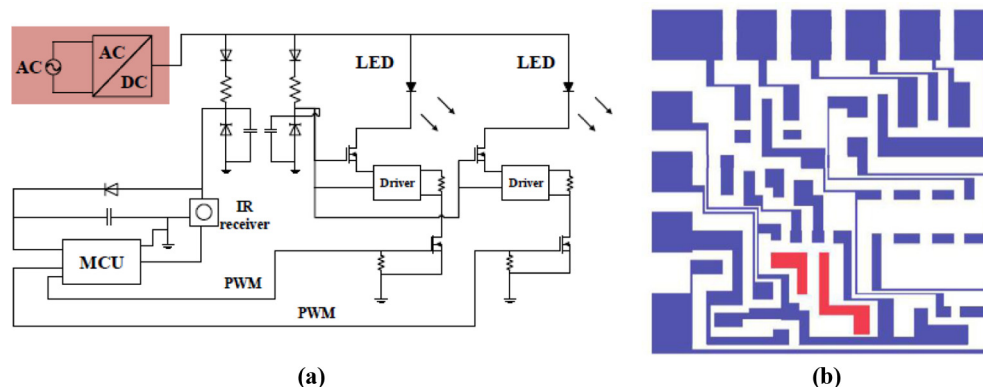 AC
AC
DC
LED
LED
Driver
Driver
IR
receiver
MCU
PWM
PWM
(a)
(b)